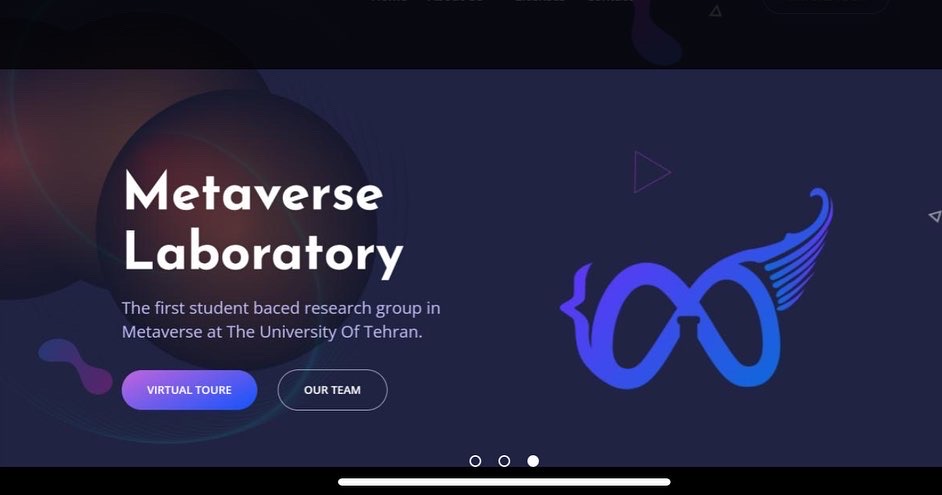 Metaverse
Laboratory
The first student baced research group in
Metaverse at The University Of Tehran.
VIRTUAL TOURE
OUR TEAM